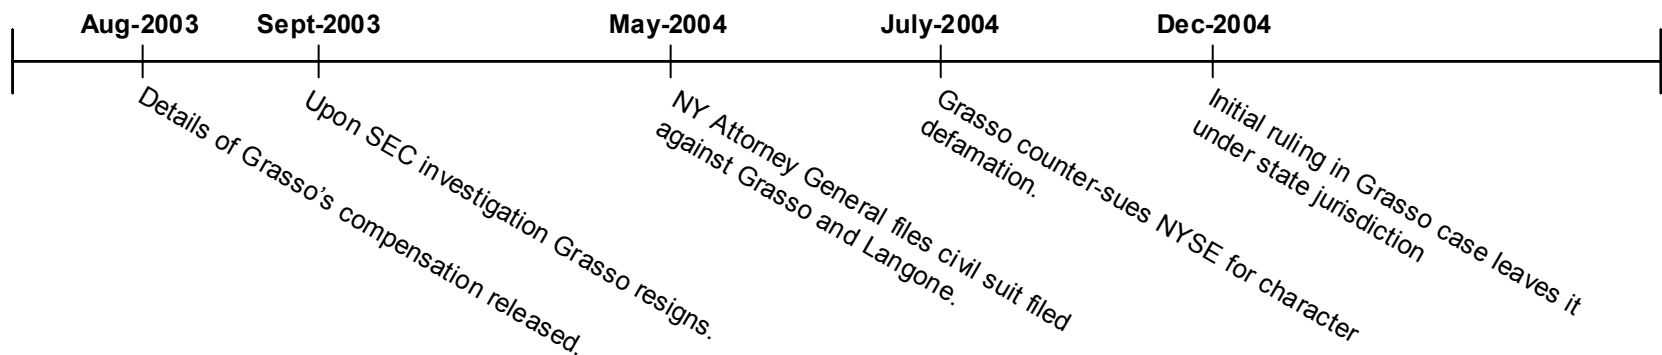 Aug-2003
Sept-2003
May-2004
July-2004
Dec-2004
Details of Grasso's compensation released.
Upon SEC investigation Grasso resigns.
NY Attorney General files civil suit filed
against Grasso and Langone.
Grasso counter-sues NYSE for character
defamation.
Initial ruling in Grasso case leaves it
under state jurisdiction